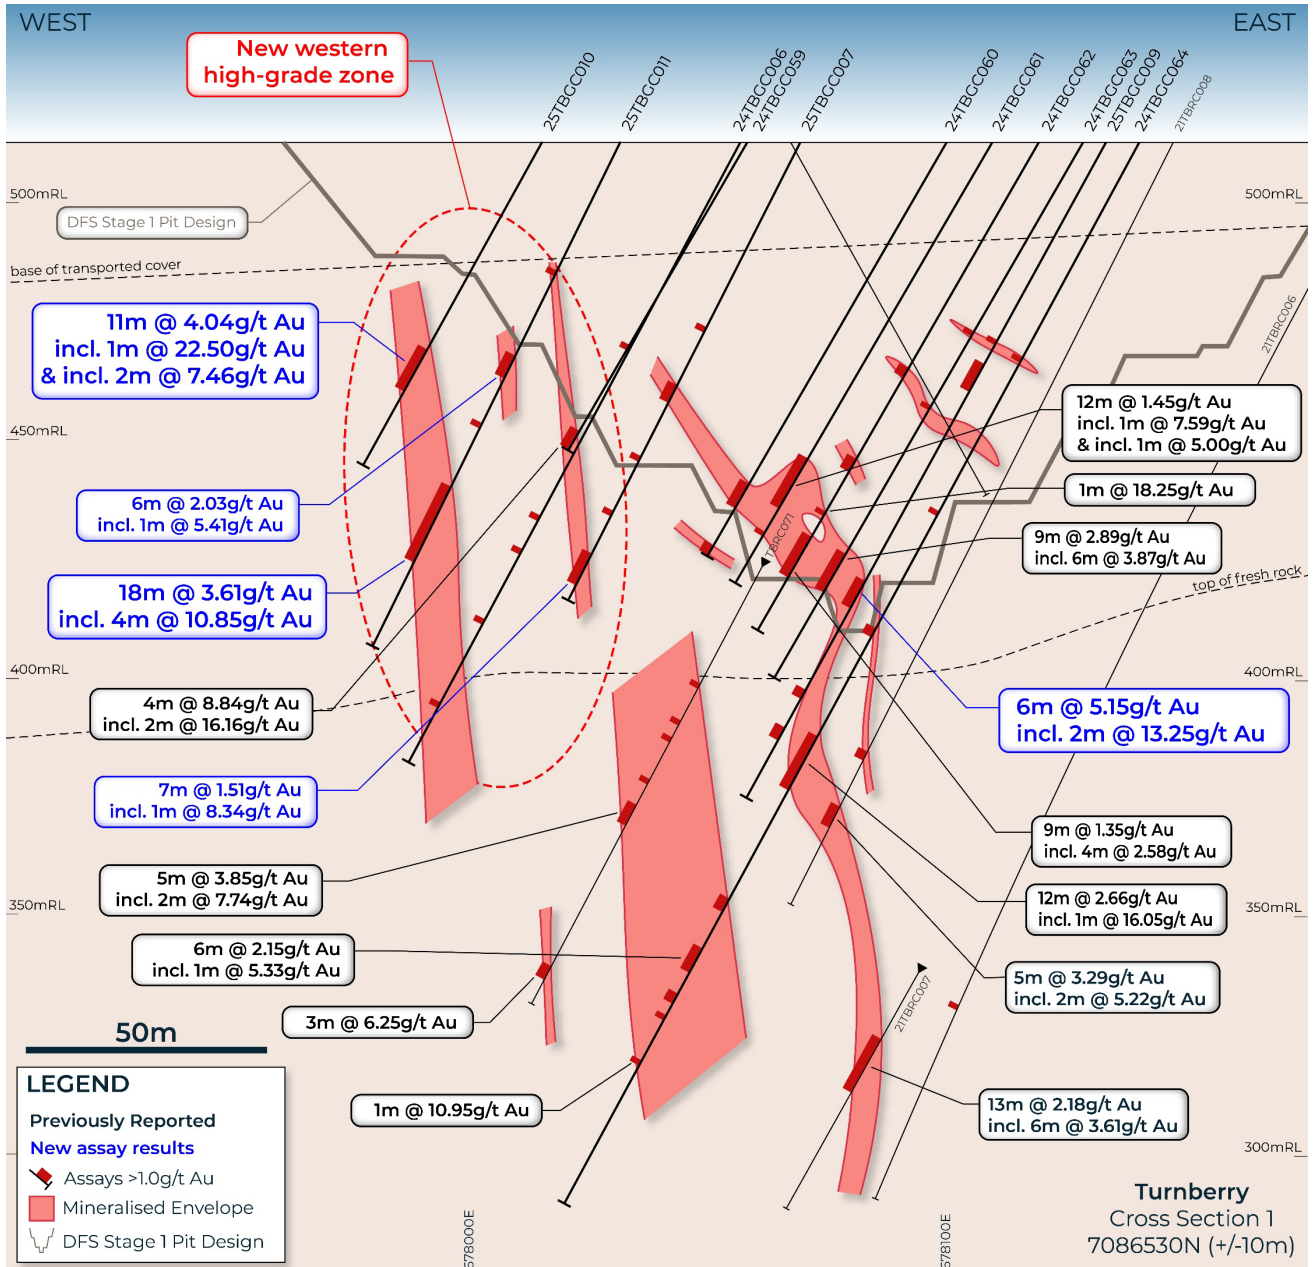 WEST
EAST
New western
high-grade zone
25TBGC010
25TBGC011
24TBGC006
24TBGC059
25TBGC007
24TBGC060
24TBGC061
24TBGC062
24TBGC063
25TBGC009
24TBGC064
21TBRC008
500mRL
500mRL
DFS Stage 1 Pit Design
base of transported cover
21TBRC006
11m @ 4.04g/t Au
incl. 1m @ 22.50g/t Au
& incl. 2m @ 7.46g/t Au
12m @ 1.45g/t Au
incl. 1m @ 7.59g/t Au
& incl. 1m @ 5.00g/t Au
450mRL
450mRL
6m @ 2.03g/t Au
incl. 1m @ 5.41g/t Au
1m @ 18.25g/t Au
TBRC071
9m @ 2.89g/t Au
incl. 6m @ 3.87g/t Au
top of fresh rock
18m @ 3.61g/t Au
incl. 4m @ 10.85g/t Au
400mRL
400mRL
4m @ 8.84g/t Au
incl. 2m @ 16.16g/t Au
6m @ 5.15g/t Au
incl. 2m @ 13.25g/t Au
7m @ 1.51g/t Au
incl. 1m @ 8.34g/t Au
9m @ 1.35g/t Au
incl. 4m @ 2.58g/t Au
5m @ 3.85g/t Au
incl. 2m @ 7.74g/t Au
12m @ 2.66g/t Au
incl. 1m @ 16.05g/t Au
350mRL
350mRL
6m @ 2.15g/t Au
incl. 1m @ 5.33g/t Au
5m @ 3.29g/t Au
incl. 2m @ 5.22g/t Au
21TBRC007
3m @ 6.25g/t Au
50m
1m @ 10.95g/t Au
13m @ 2.18g/t Au
incl. 6m @ 3.61g/t Au
LEGEND
Previously Reported
New assay results
Assays >1.0g/t Au
Mineralised Envelope
DFS Stage 1 Pit Design
300mRL
678000E
678100E
Turnberry
Cross Section 1
7086530N (+/-10m)